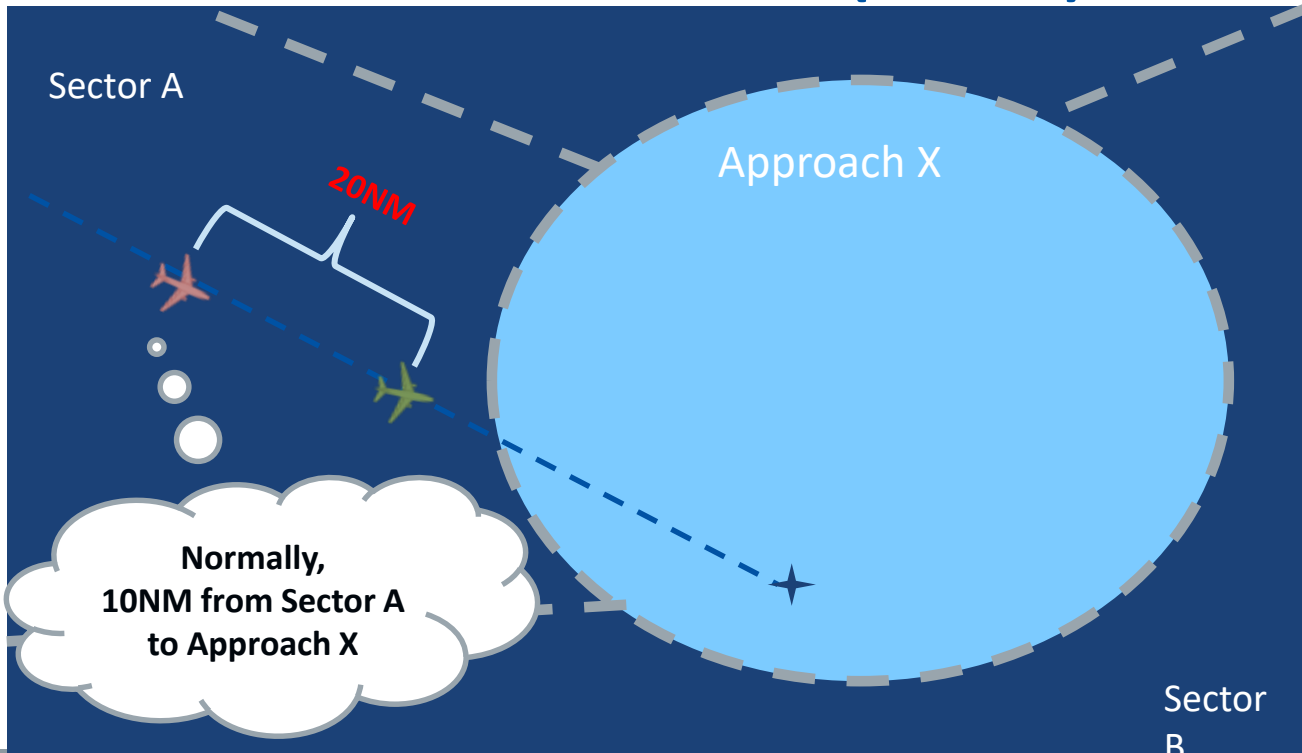 Sector A
Approach X
20NM
Normally,
10NM from Sector A
to Approach X
Sector